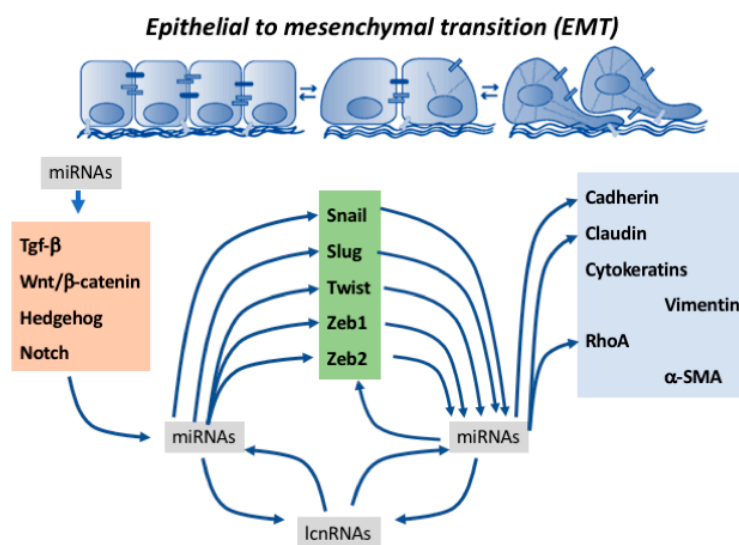 Epithelial to mesenchymal transition (EMT)
miRNAs
Tgf-β
Wnt/β-catenin
Hedgehog
Notch
Snail
Slug
Twist
Zeb1
Zeb2
Cadherin
Claudin
Cytokeratins
Vimentin
RhoA
α-SMA
miRNAs
miRNAs
lcnRNAs